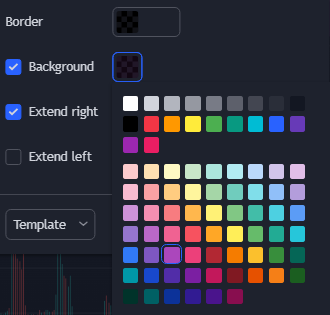 Border
Background
Extend right
Extend left
Template